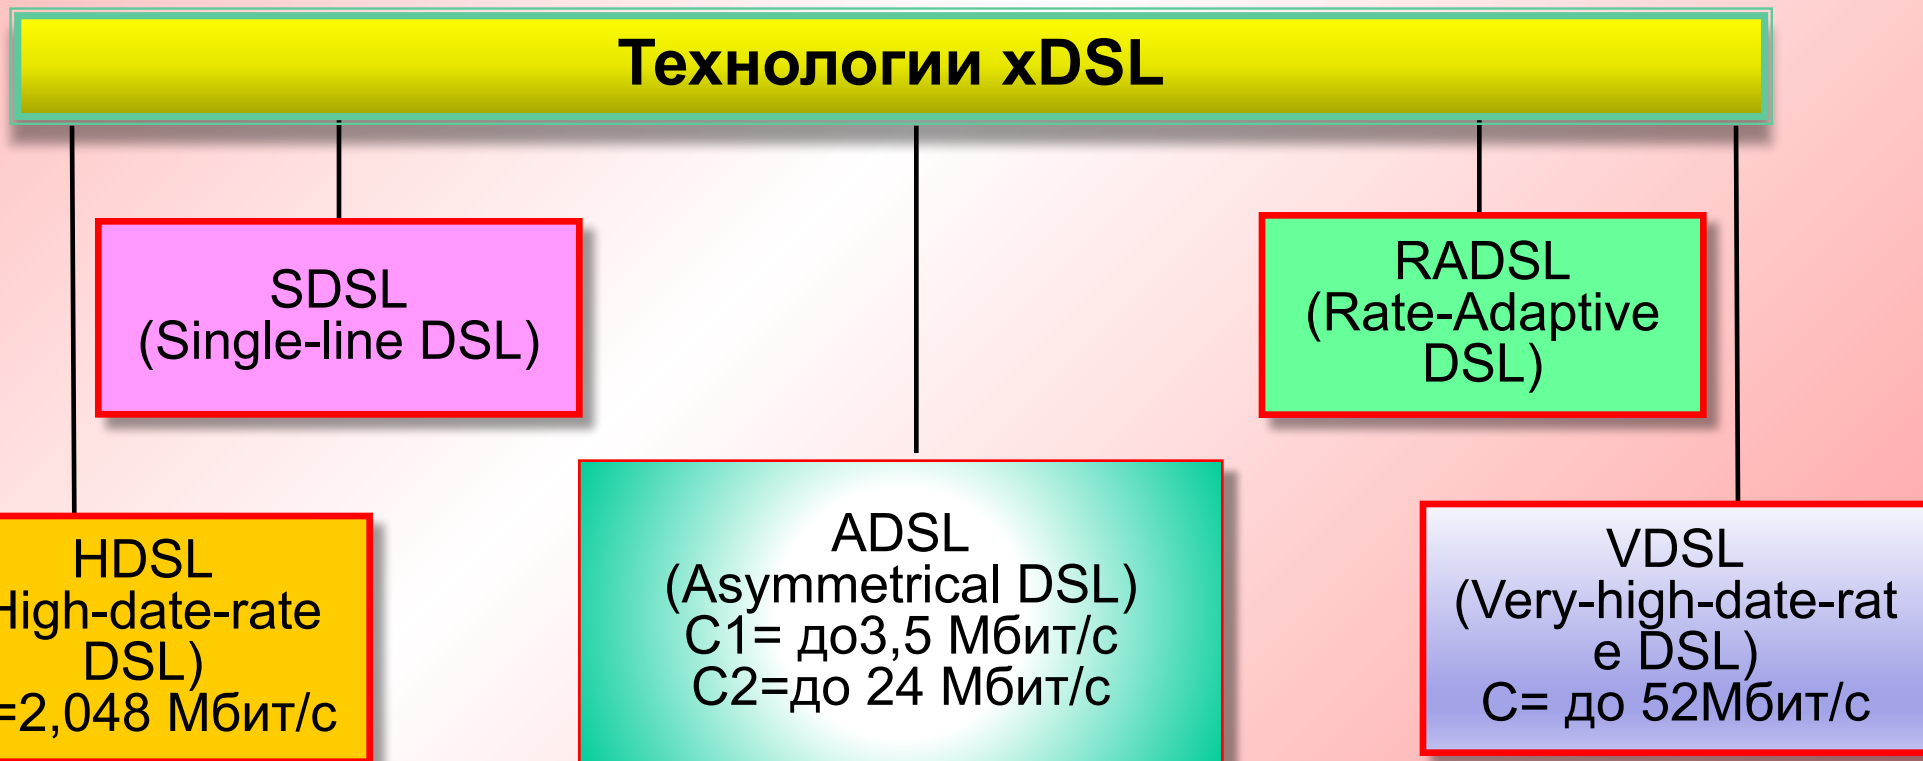 Технологии xDSL
SDSL
(Single-line DSL)
RADSL
(Rate-Adaptive
DSL)
HDSL
High-date-rate
DSL)
=2,048 Мбит/с
ADSL
(Asymmetrical DSL)
C1= до3,5 Мбит/с
C2=до 24 Мбит/с
VDSL
(Very-high-date-rat
e DSL)
C= до 52Мбит/с